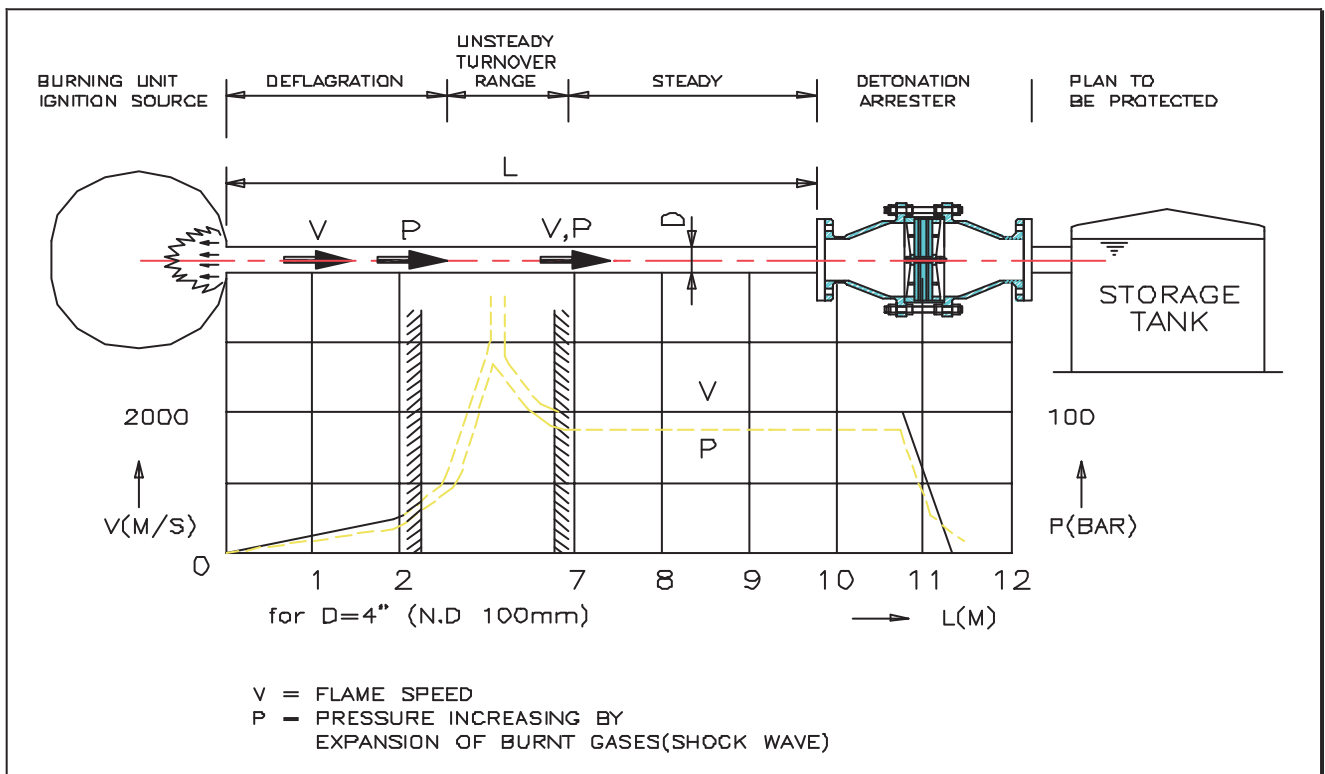 BURNING UNIT
IGNITION SOURCE
DEFLAGRATION
UNSTEADY
TURNOVER
RANGE
STEADY
DETONATION
ARRESTER
PLAN TO
BE PROTECTED
L
V
P
V,P
D
STORAGE
TANK
V
P
2000
100
V(M/S)
P(BAR)
0
1 2 7 8 9 10 11 12
for D=4" (N.D 100mm)
L(M)
V = FLAME SPEED
P = PRESSURE INCREASING BY
EXPANSION OF BURNT GASES(SHOCK WAVE)